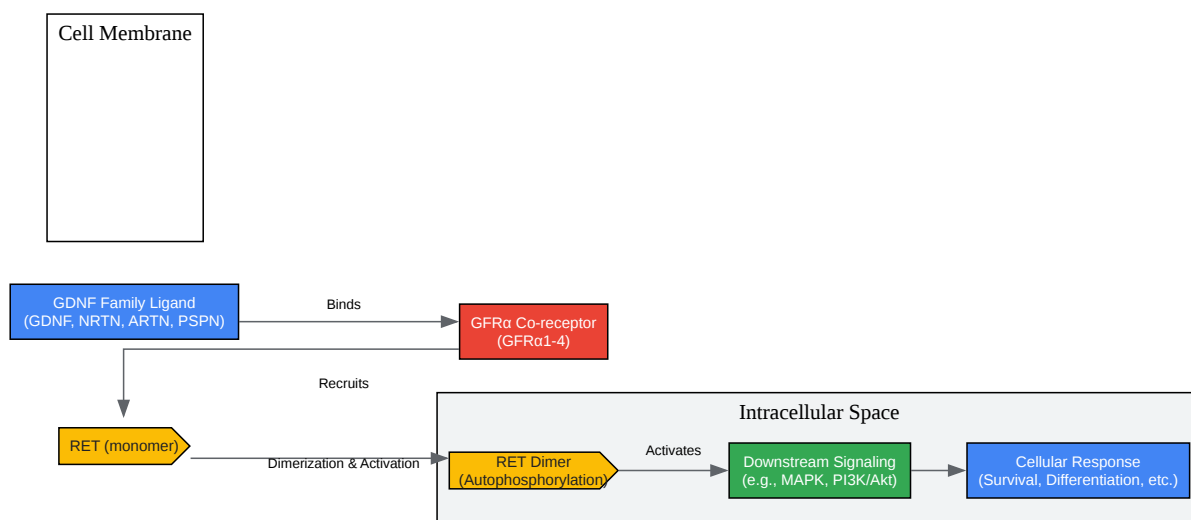 Cell Membrane
GDNF Family Ligand
(GDNF, NRTN, ARTN, PSPN)
Binds
GFRα Co-receptor
(GFRα1-4)
Recruits
RET (monomer)
Dimerization & Activation
Intracellular Space
RET Dimer
(Autophosphorylation)
Activates
Downstream Signaling
(e.g., MAPK, PI3K/Akt)
Cellular Response
(Survival, Differentiation, etc.)